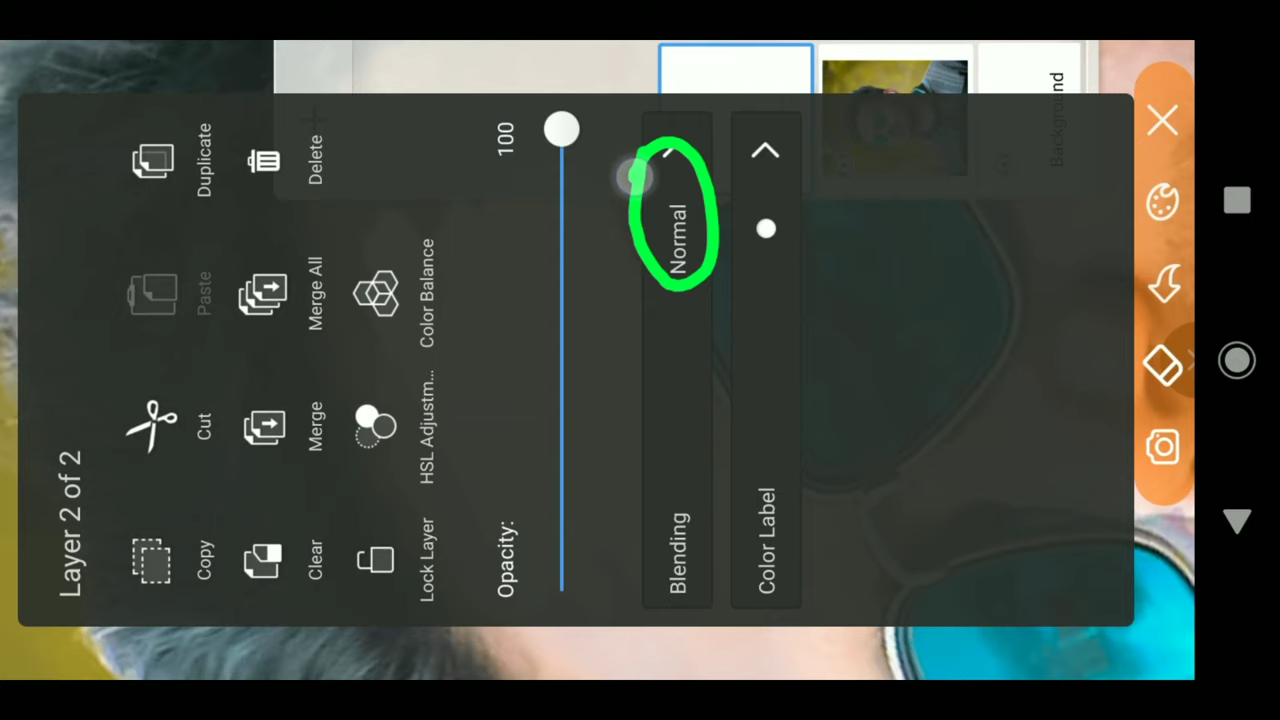 Layer 2 of 2
Copy
Cut
Paste
Duplicate
Clear
Merge
Merge All
Delete
Lock Layer
HSL Adjustm...
Color Balance
Opacity:
100
Blending
Normal
Color Label
Background